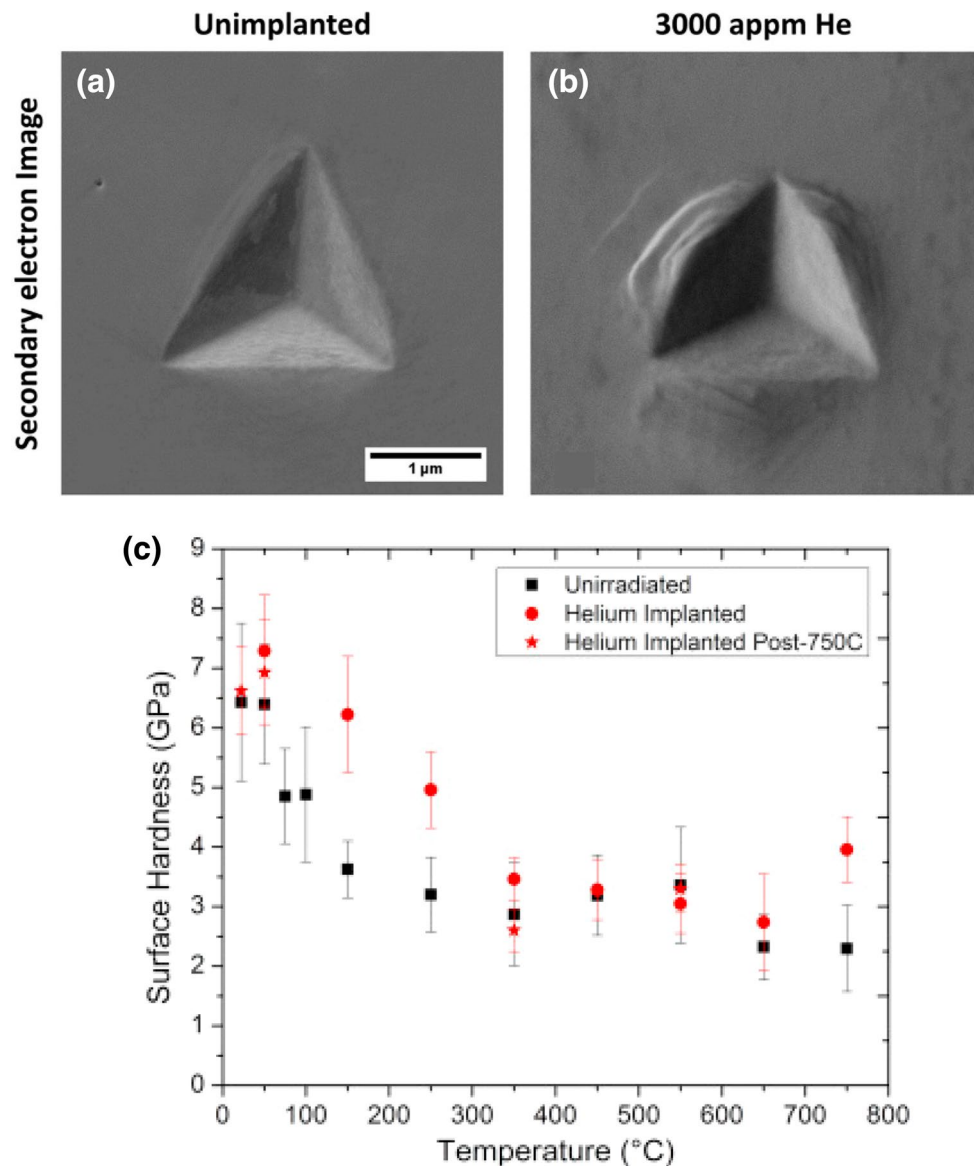 Unimplanted
3000 appm He
Secondary electron Image
(a)
(b)
1 μm
(c)
Unirradiated
Helium Implanted
Helium Implanted Post-750C
Surface Hardness (GPa)
9
8
7
6
5
4
3
2
1
0
0 100 200 300 400 500 600 700 800
Temperature (°C)